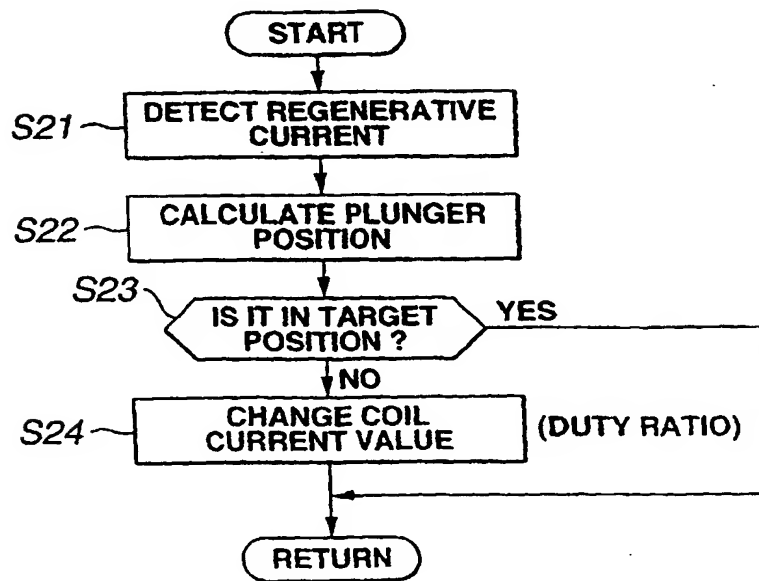 START
S21
DETECT REGENERATIVE
CURRENT
S22
CALCULATE PLUNGER
POSITION
S23
IS IT IN TARGET
POSITION ?
YES
NO
S24
CHANGE COIL
CURRENT VALUE
(DUTY RATIO)
RETURN